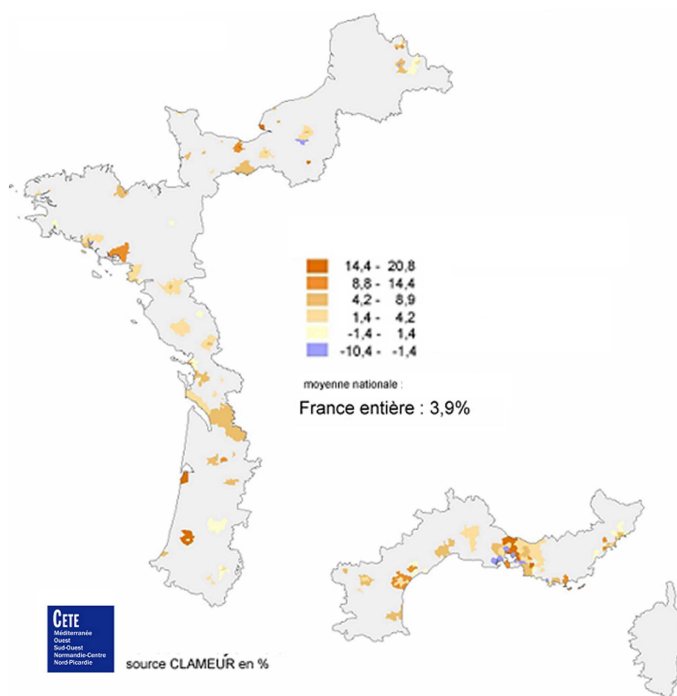 14,4 - 20,8
8,8 - 14,4
4,2 - 8,9
1,4 - 4,2
-1,4 - 1,4
-10,4 - -1,4
moyenne nationale :
France entière : 3,9%
CETE
Méditerranée
Ouest
Sud-Ouest
Normandie-Centre
Nord-Picardie
source CLAMEUR en %